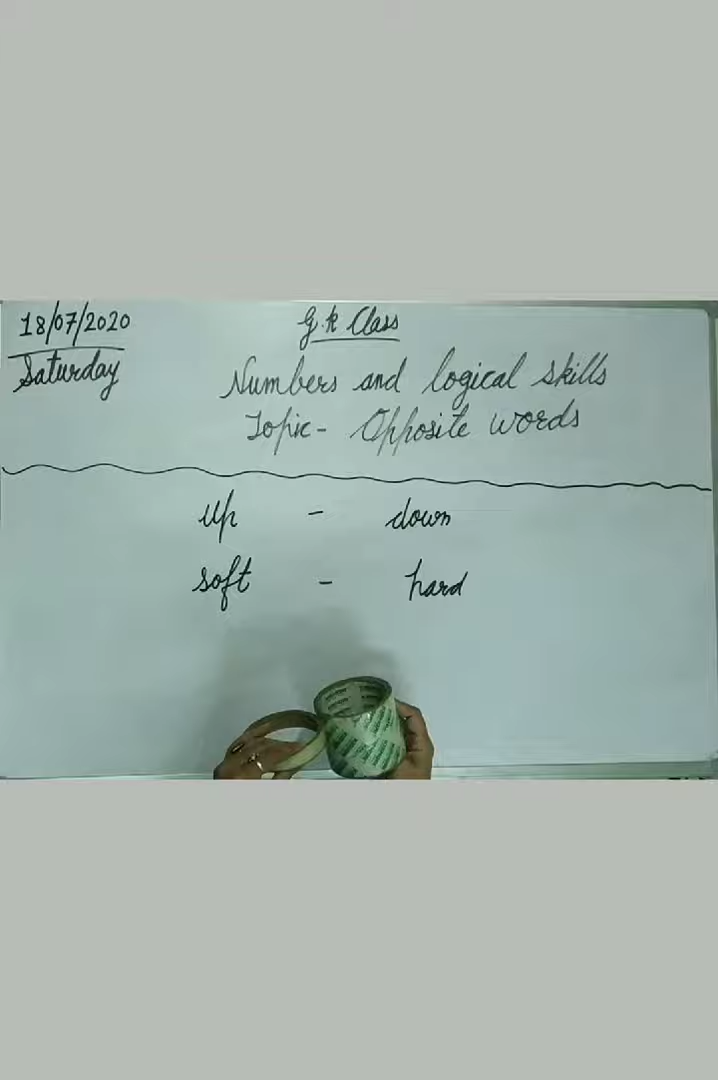 18/07/2020
Saturday
G.K Class
Numbers and logical skills
Topic - Opposite words
up - down
soft - hard